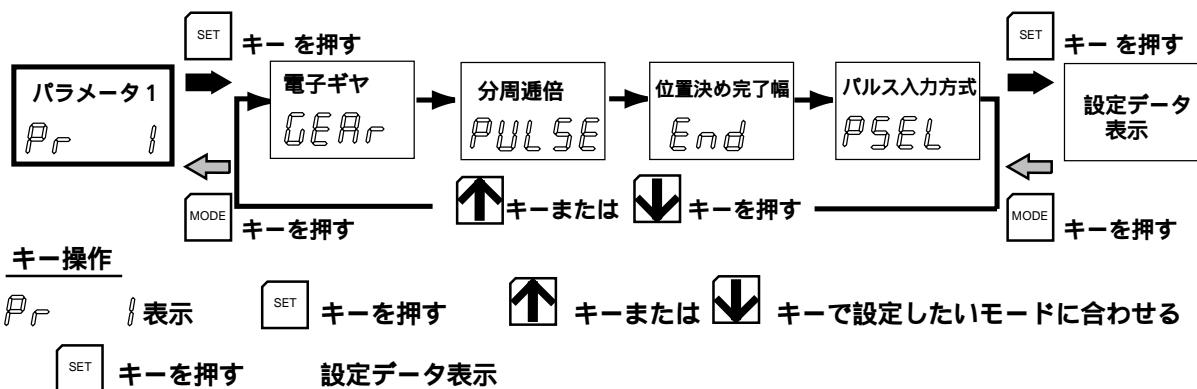 SET キー を押す
SET キー を押す
パラメータ 1
Pr 1
電子ギヤ
GEAr
分周逓倍
PULSE
位置決め完了幅
End
パルス入力方式
PSEL
設定データ
表示
キーまたは キーを押す
MODE キーを押す
MODE キーを押す
キー操作
Pr 1 表示 SET キーを押す キーまたは キーで設定したいモードに合わせる
SET キーを押す 設定データ表示